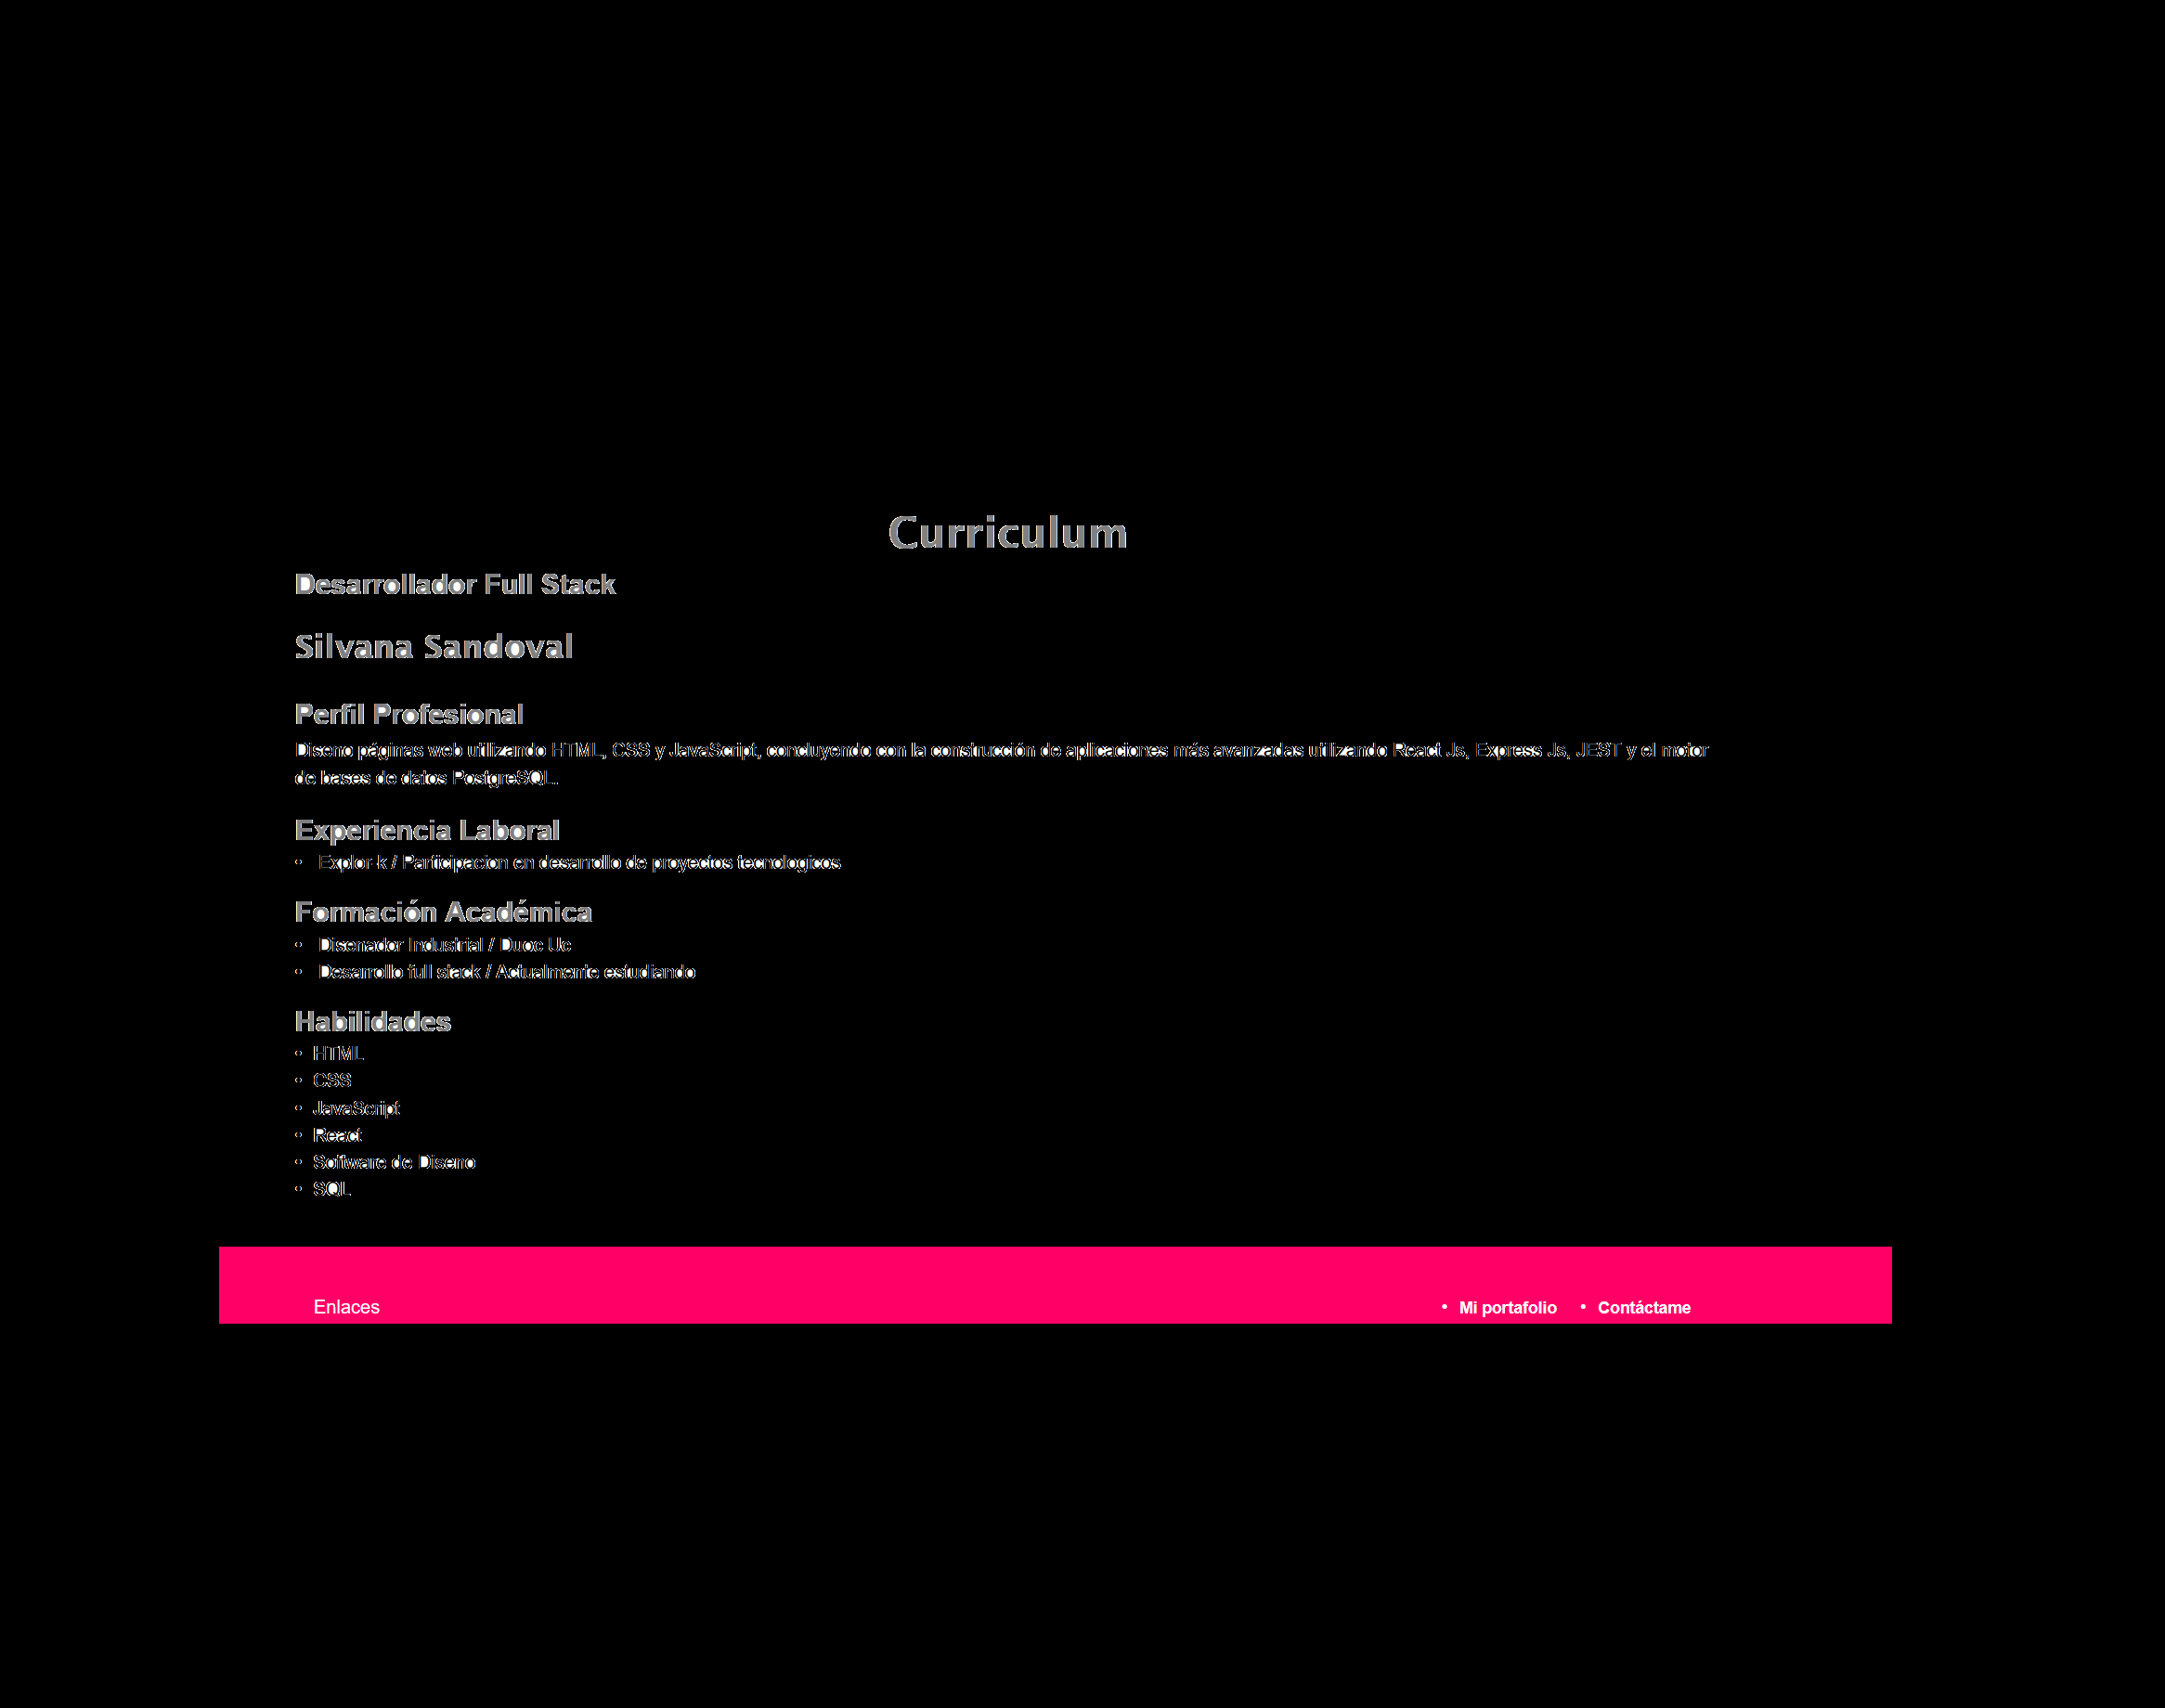 Curriculum
Desarrollador Full Stack
Silvana Sandoval
Perfil Profesional
Diseno páginas web utilizando HTML, CSS y JavaScript, concluyendo con la construcción de aplicaciones más avanzadas utilizando React Js, Express Js, JEST y el motor
de bases de datos PostgreSQL.
Experiencia Laboral
• Explor-k / Participacion en desarrollo de proyectos tecnologicos
Formación Académica
• Disenador Industrial / Duoc Uc
• Desarrollo full stack / Actualmente estudiando
Habilidades
• HTML
• CSS
• JavaScript
• React
• Software de Diseno
• SQL
Enlaces • Mi portafolio • Contáctame